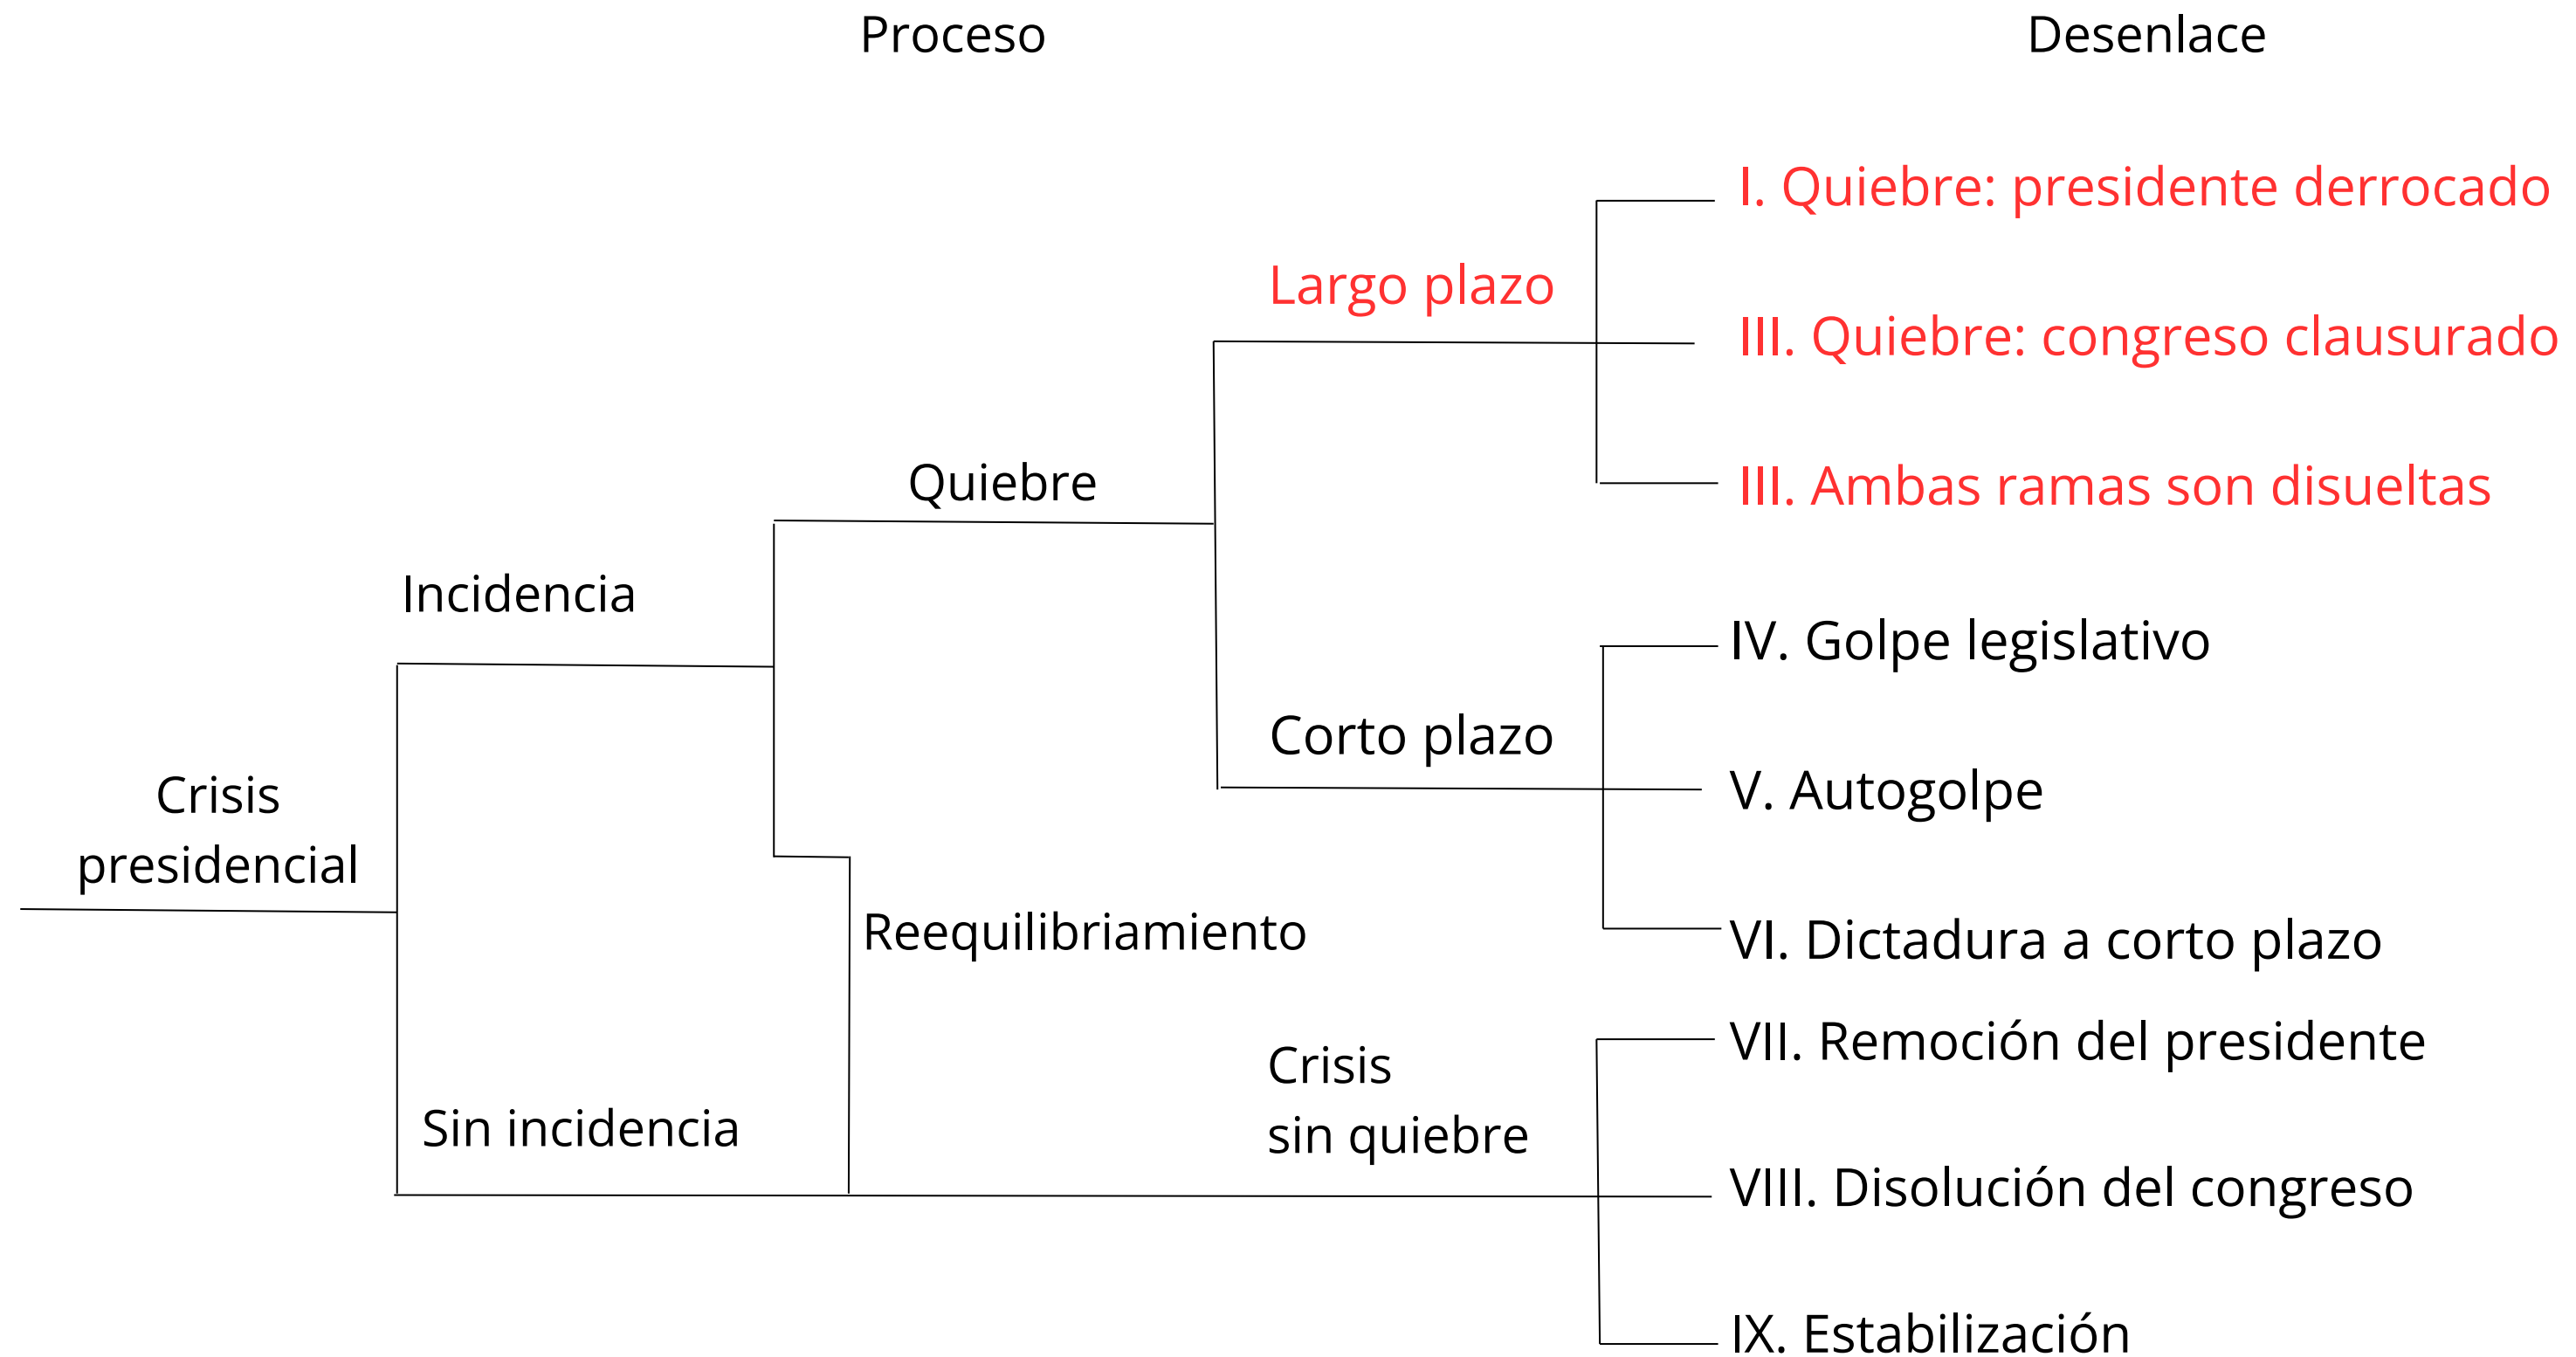 Proceso
Desenlace
I. Quiebre: presidente derrocado
Largo plazo
III. Quiebre: congreso clausurado
Quiebre
III. Ambas ramas son disueltas
Incidencia
IV. Golpe legislativo
Corto plazo
V. Autogolpe
Crisis
presidencial
Reequilibriamiento
VI. Dictadura a corto plazo
VII. Remoción del presidente
Crisis
sin quiebre
Sin incidencia
VIII. Disolución del congreso
IX. Estabilización